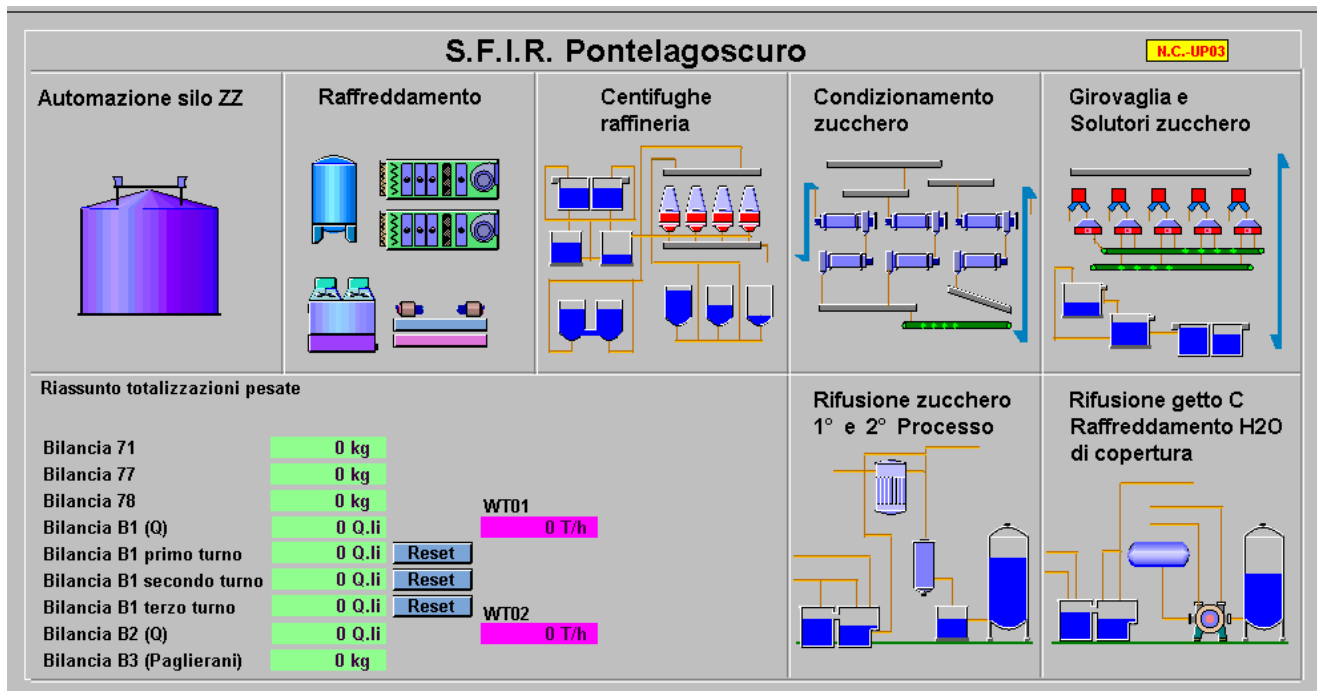 S.F.I.R. Pontelagoscuro
N.C.-UP03
Automazione silo ZZ
Raffreddamento
Centifughe
raffineria
Condizionamento
zucchero
Girovaglia e
Solutori zucchero
Riassunto totalizzazioni pesate
Bilancia 71 0 kg
Bilancia 77 0 kg
Bilancia 78 0 kg
WT01
Bilancia B1 (Q) 0 Q.li 0 T/h
Bilancia B1 primo turno 0 Q.li Reset
Bilancia B1 secondo turno 0 Q.li Reset
Bilancia B1 terzo turno 0 Q.li Reset
WT02
Bilancia B2 (Q) 0 Q.li 0 T/h
Bilancia B3 (Paglierani) 0 kg
Rifusione zucchero
1° e 2° Processo
Rifusione getto C
Raffreddamento H2O
di copertura